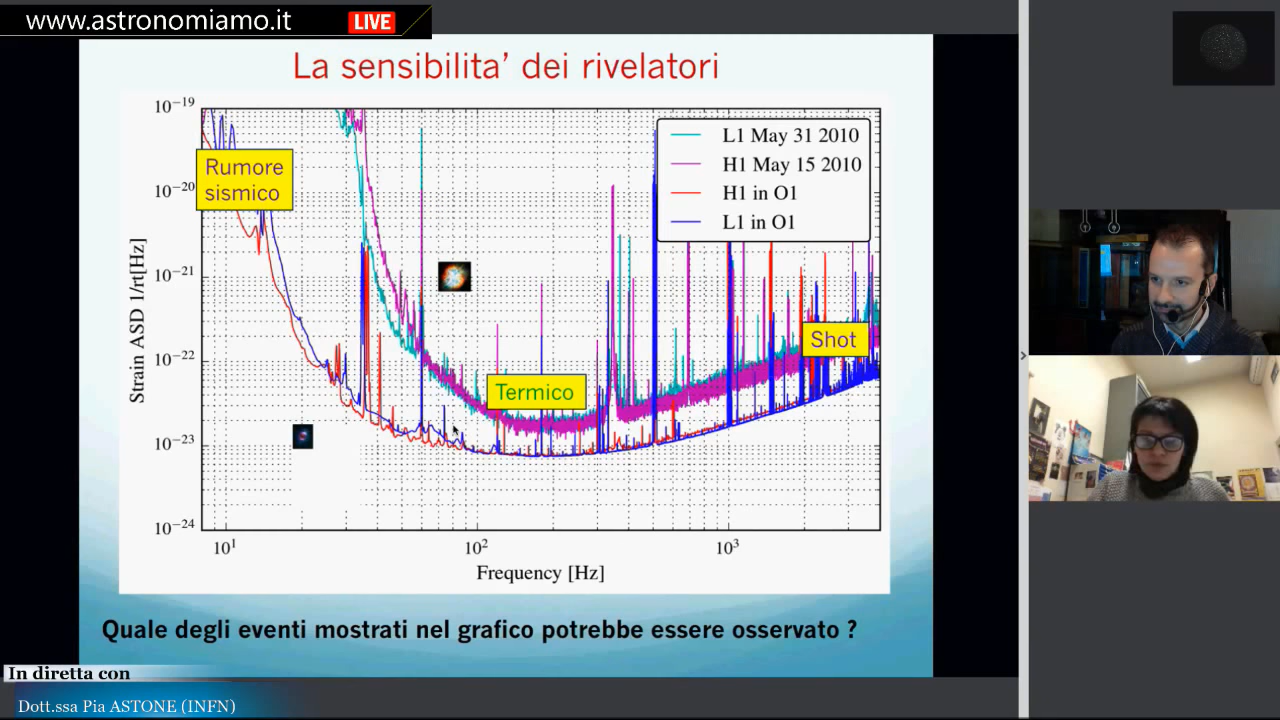 www.astronomiamo.it LIVE
La sensibilita' dei rivelatori
10⁻¹⁹
10⁻²⁰
10⁻²¹
10⁻²²
10⁻²³
10⁻²⁴
Strain ASD 1/rt[Hz]
Rumore
sismico
L1 May 31 2010
H1 May 15 2010
H1 in O1
L1 in O1
Shot
Termico
10¹ 10² 10³
Frequency [Hz]
Quale degli eventi mostrati nel grafico potrebbe essere osservato ?
In diretta con
Dott.ssa Pia ASTONE (INFN)